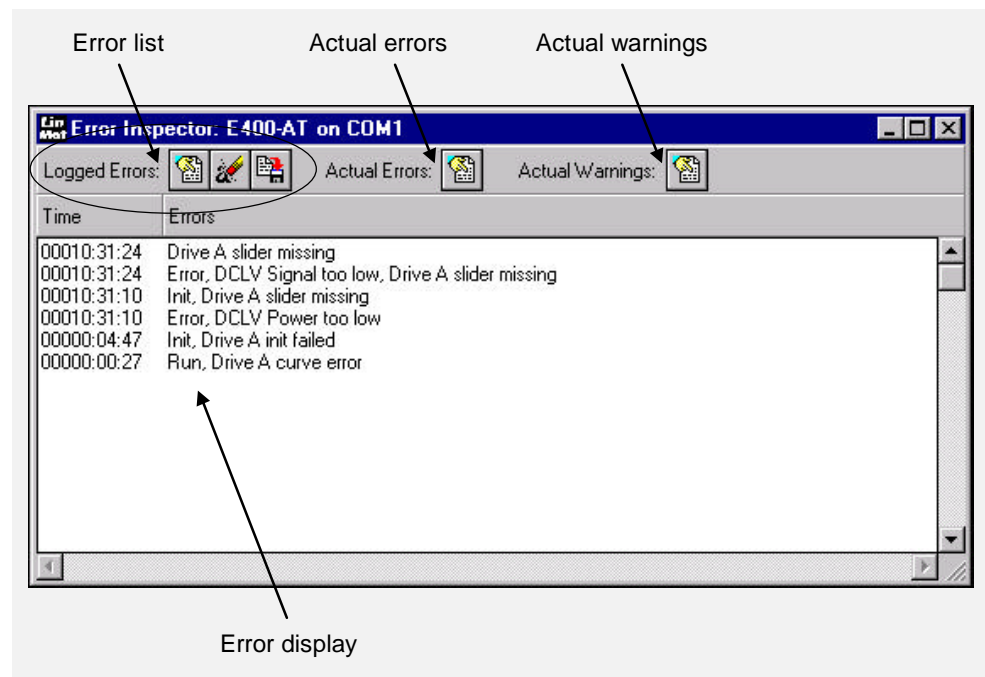 Error list Actual errors Actual warnings
Lin Mot Error Inspector: E400-AT on COM1
Logged Errors: Actual Errors: Actual Warnings:
Time Errors
00010:31:24 Drive A slider missing
00010:31:24 Error, DCLV Signal too low, Drive A slider missing
00010:31:10 Init, Drive A slider missing
00010:31:10 Error, DCLV Power too low
00000:04:47 Init, Drive A init failed
00000:00:27 Run, Drive A curve error
Error display